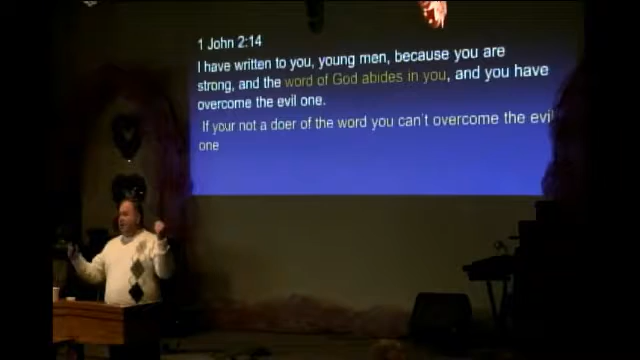 1 John 2:14
I have written to you, young men, because you are
strong, and the word of God abides in you, and you have
overcome the evil one.
If your not a doer of the word you can't overcome the evil
one